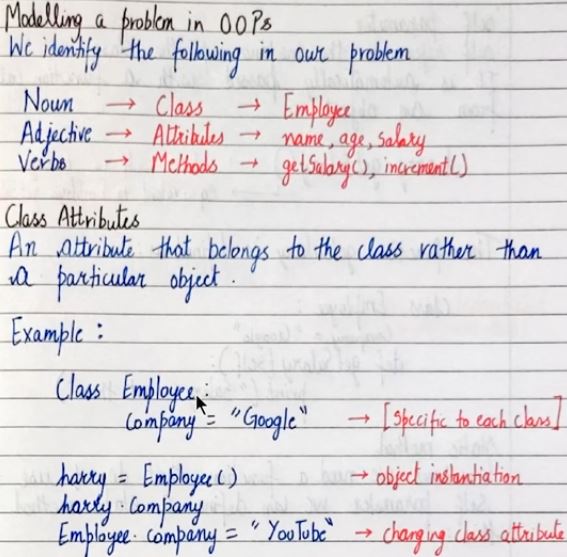 Modelling a problem in OOPs
We identify the following in our problem
Noun → Class → Employee
Adjective → Attributes → name, age, salary
Verbs → Methods → getSalary(), increment()
Class Attributes
An attribute that belongs to the class rather than
a particular object.
Example :
Class Employee:
Company = "Google" → [Specific to each class]
harry = Employee() → object instantiation
harry.Company
Employee.company = "YouTube" → changing class attribute